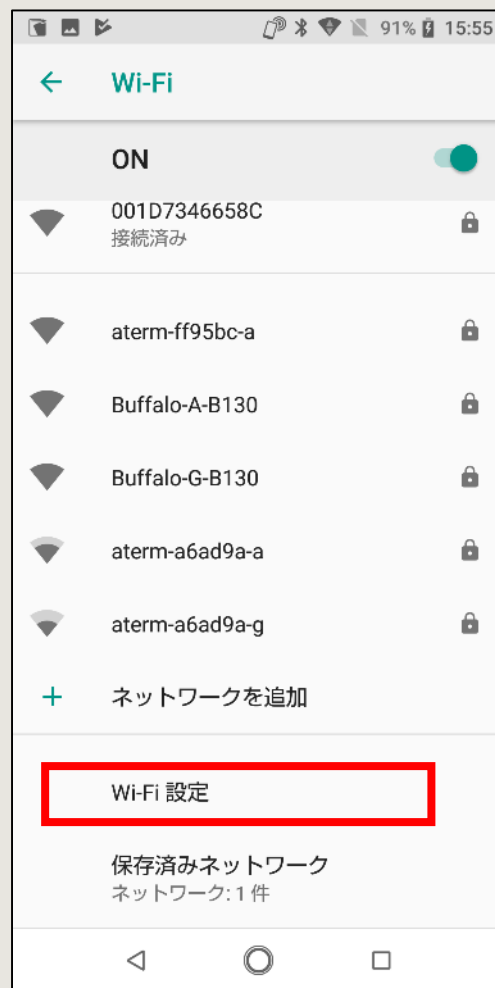 91% 15:55
Wi-Fi
ON
001D7346658C
接続済み
aterm-ff95bc-a
Buffalo-A-B130
Buffalo-G-B130
aterm-a6ad9a-a
aterm-a6ad9a-g
ネットワークを追加
Wi-Fi 設定
保存済みネットワーク
ネットワーク: 1 件